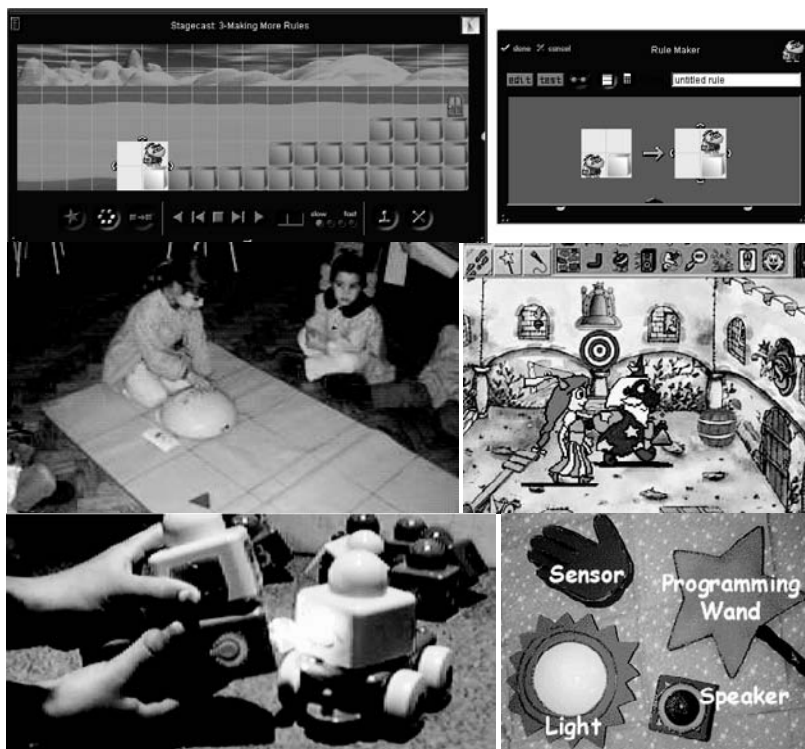 Stagecast: 3-Making More Rules
slow fast
done cancel
Rule Maker
edit test
untitled rule
Sensor
Programming
Wand
Speaker
Light